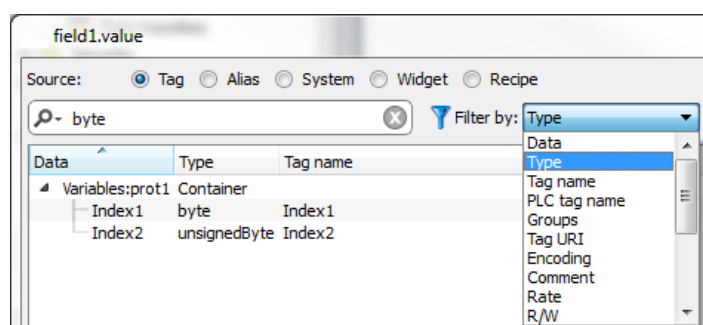 field1.value
Source: Tag Alias System Widget Recipe
byte Filter by: Type
Data Type Tag name
Variables:prot1 Container
Index1 byte Index1
Index2 unsignedByte Index2
Data
Type
Tag name
PLC tag name
Groups
Tag URI
Encoding
Comment
Rate
R/W